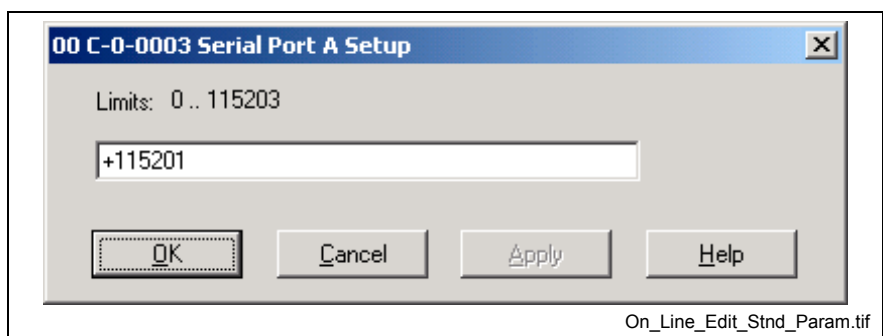 00 C-0-0003 Serial Port A Setup
Limits: 0 .. 115203
+115201
OK Cancel Apply Help
On_Line_Edit_Stnd_Param.tif